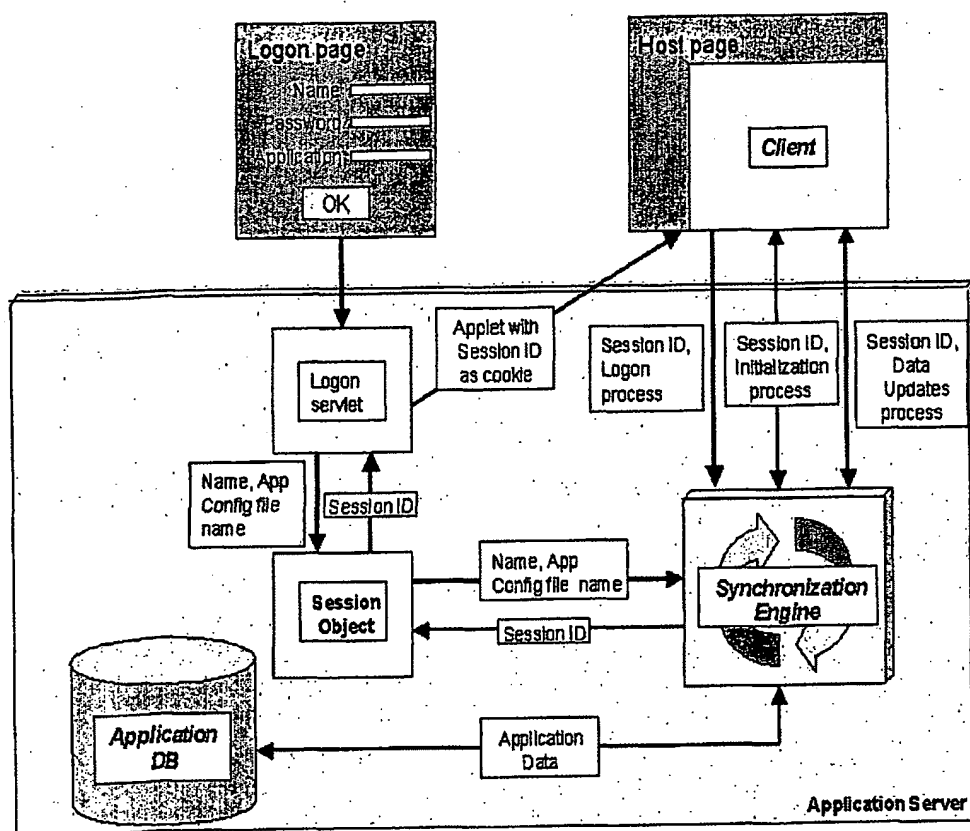 Logon page
Name
Password
Application
OK
Host page
Client
Applet with
Session ID
as cookie
Session ID,
Logon
process
Session ID,
Initialization
process
Session ID,
Data
Updates
process
Logon
servlet
Name, App
Config file
name
Session ID
Session
Object
Name, App
Config file name
Session ID
Synchronization
Engine
Application
DB
Application
Data
Application Server